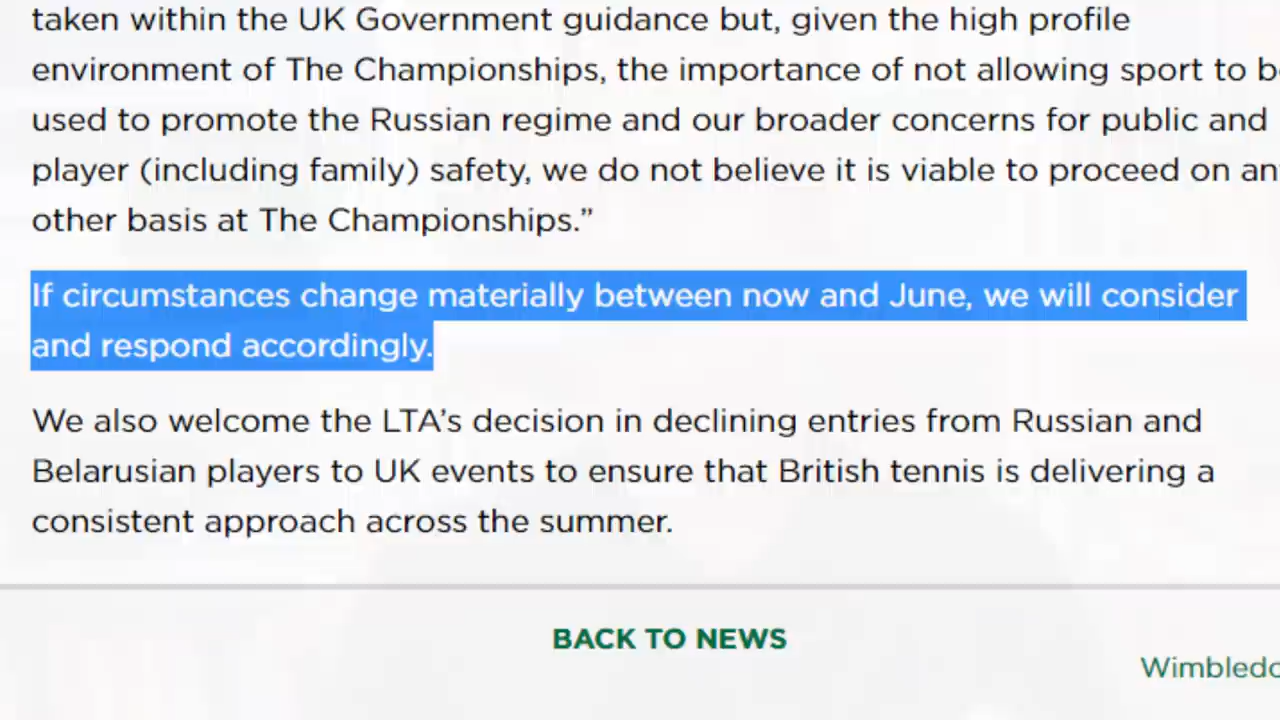 taken within the UK Government guidance but, given the high profile
environment of The Championships, the importance of not allowing sport to be
used to promote the Russian regime and our broader concerns for public and
player (including family) safety, we do not believe it is viable to proceed on any
other basis at The Championships.”
If circumstances change materially between now and June, we will consider
and respond accordingly.
We also welcome the LTA’s decision in declining entries from Russian and
Belarusian players to UK events to ensure that British tennis is delivering a
consistent approach across the summer.
BACK TO NEWS